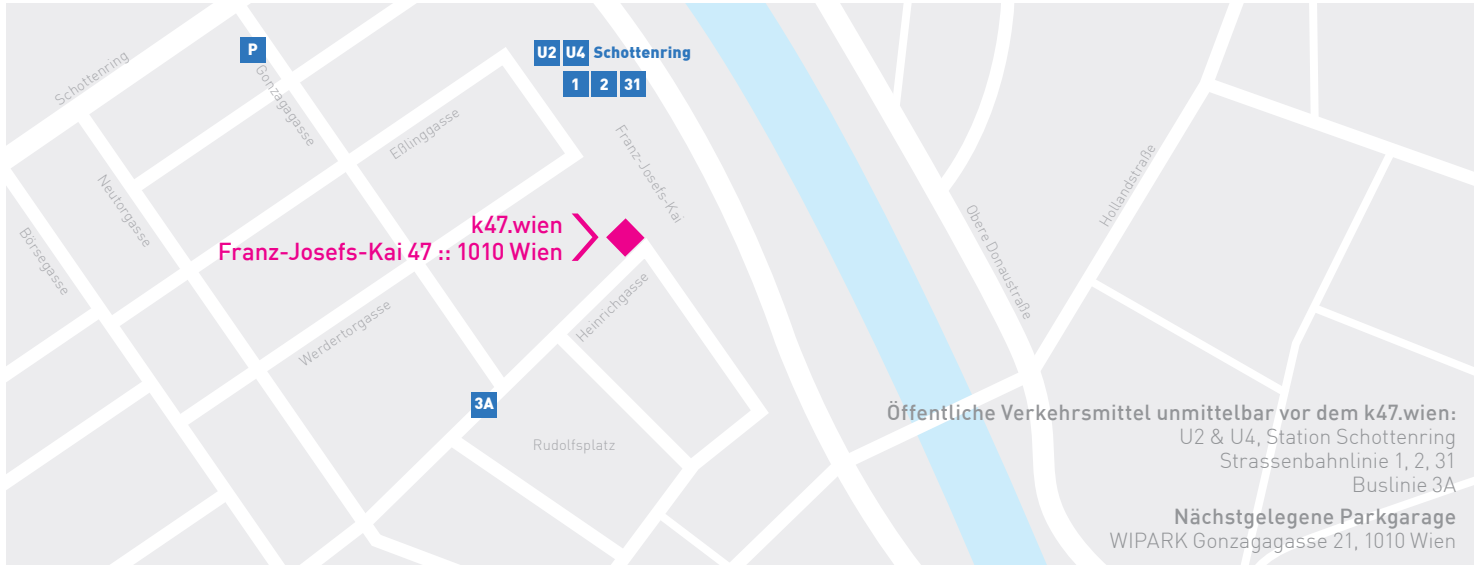 P
U2 U4 Schottenring
1 2 31
Schottenring
Gonzagagasse
Eßlinggasse
Franz-Josefs-Kai
Neutorgasse
Börsegasse
Hollandstraße
Obere Donaustraße
k47.wien
Franz-Josefs-Kai 47 :: 1010 Wien
Heinrichgasse
Werdertorgasse
3A
Rudolfsplatz
Öffentliche Verkehrsmittel unmittelbar vor dem k47.wien:
U2 & U4, Station Schottenring
Strassenbahnlinie 1, 2, 31
Buslinie 3A
Nächstgelegene Parkgarage
WIPARK Gonzagagasse 21, 1010 Wien